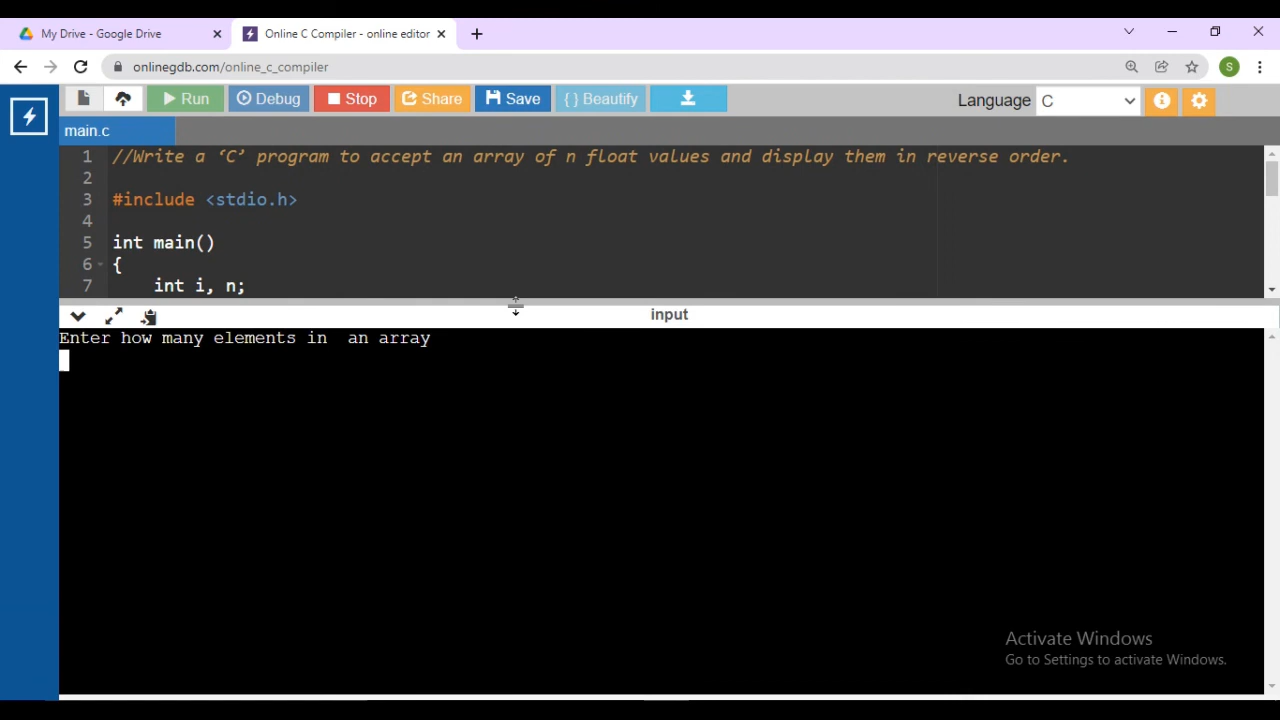 My Drive - Google Drive
Online C Compiler - online editor
onlinegdb.com/online_c_compiler
S
Run
Debug
Stop
Share
Save
{ } Beautify
Language C
main.c
1 //Write a ‘C’ program to accept an array of n float values and display them in reverse order.
2
3 #include <stdio.h>
4
5 int main()
6 {
7 int i, n;
input
Enter how many elements in  an array
Activate Windows
Go to Settings to activate Windows.